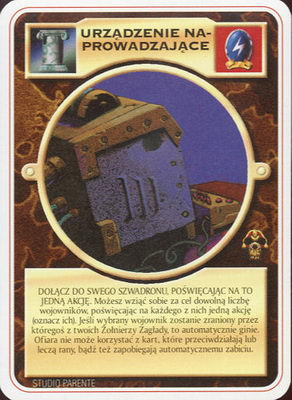 URZĄDZENIE NA-
PROWADZAJĄCE
DOŁĄCZ DO SWEGO SZWADRONU, POŚWIĘCAJĄC NA TO
JEDNĄ AKCJĘ. Możesz wziąć sobie za cel dowolną liczbę
wojowników, poświęcając na każdego z nich jedną akcję
(oznacz ich). Jeśli wybrany wojownik zostanie zraniony przez
któregoś z twoich Żołnierzy Zagłady, to automatycznie ginie.
Ofiara nie może korzystać z kart, które przeciwdziałają lub
leczą rany, bądź też zapobiegają automatycznemu zabiciu.
STUDIO PARENTE